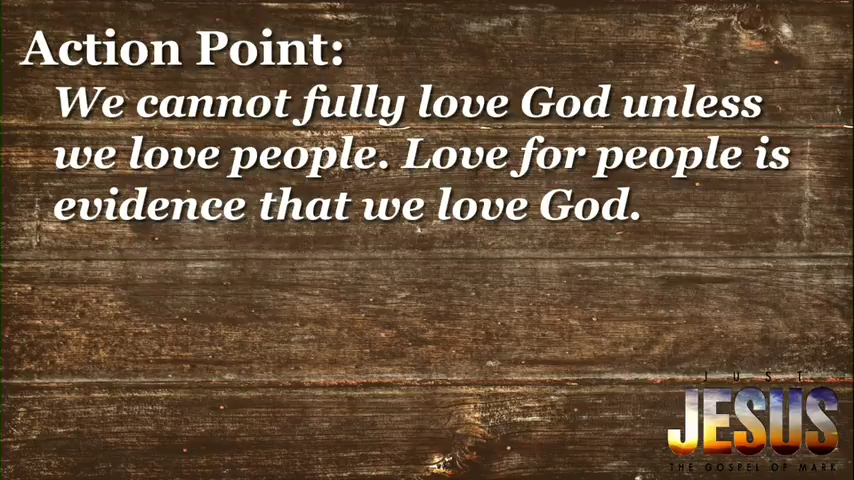 Action Point:
We cannot fully love God unless
we love people. Love for people is
evidence that we love God.
JUST
JESUS
THE GOSPEL OF MARK